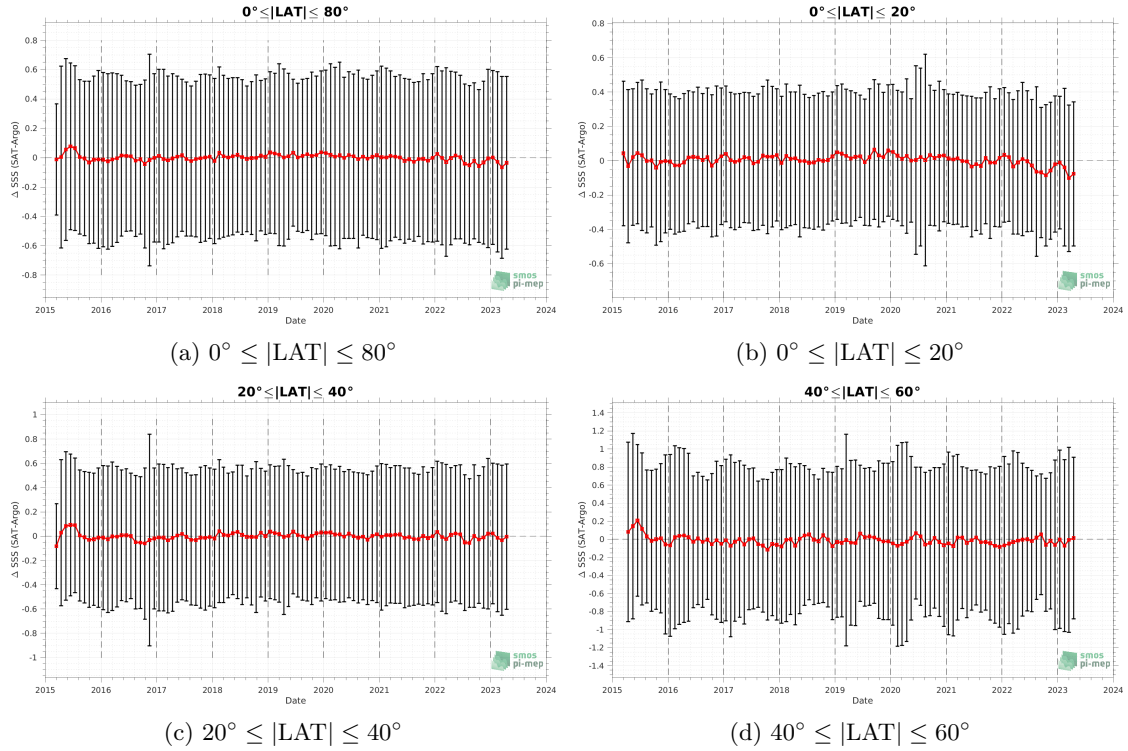 0°≤|LAT|≤ 80°
Δ SSS (SAT-Argo)
0.8
0.6
0.4
0.2
0
-0.2
-0.4
-0.6
-0.8
2015 2016 2017 2018 2019 2020 2021 2022 2023 2024
Date
smos
pi-mep
(a) 0° ≤ |LAT| ≤ 80°
0°≤|LAT|≤ 20°
Δ SSS (SAT-Argo)
0.8
0.6
0.4
0.2
0
-0.2
-0.4
-0.6
2015 2016 2017 2018 2019 2020 2021 2022 2023 2024
Date
smos
pi-mep
(b) 0° ≤ |LAT| ≤ 20°
20°≤|LAT|≤ 40°
Δ SSS (SAT-Argo)
1
0.8
0.6
0.4
0.2
0
-0.2
-0.4
-0.6
-0.8
-1
2015 2016 2017 2018 2019 2020 2021 2022 2023 2024
Date
smos
pi-mep
(c) 20° ≤ |LAT| ≤ 40°
40°≤|LAT|≤ 60°
Δ SSS (SAT-Argo)
1.4
1.2
1
0.8
0.6
0.4
0.2
0
-0.2
-0.4
-0.6
-0.8
-1
-1.2
-1.4
2015 2016 2017 2018 2019 2020 2021 2022 2023 2024
Date
smos
pi-mep
(d) 40° ≤ |LAT| ≤ 60°